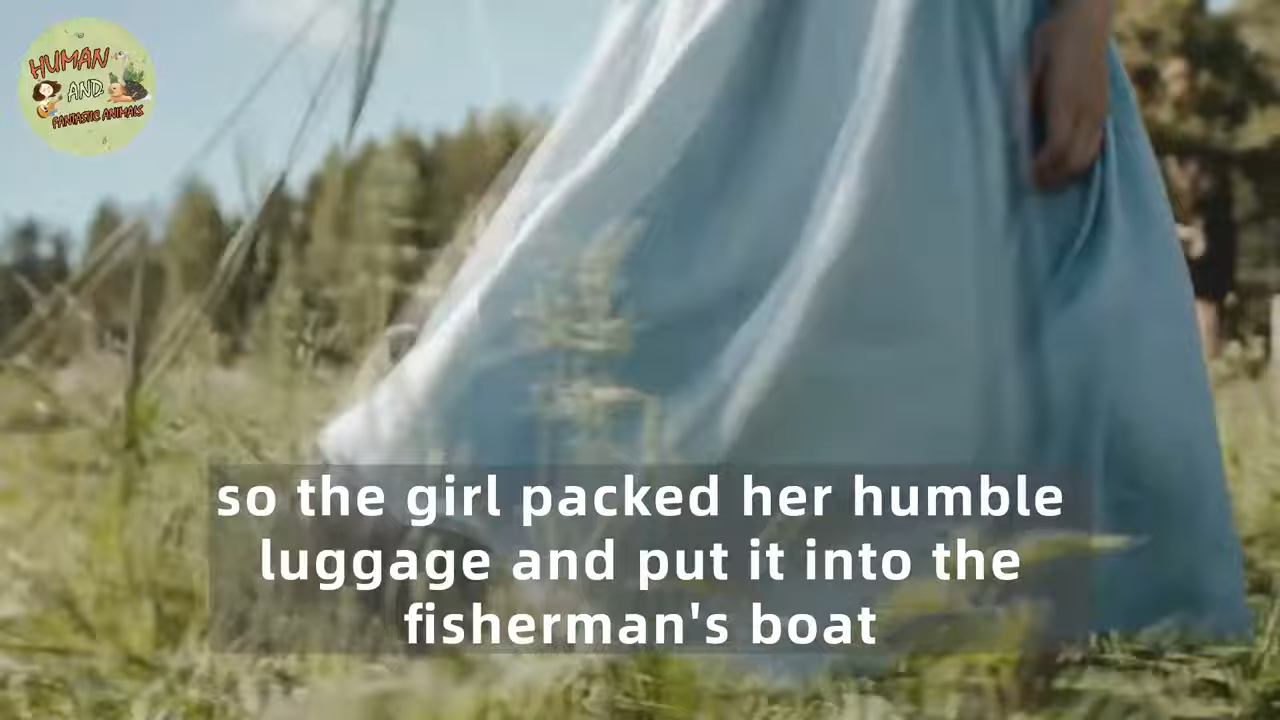 HUMAN
AND
FANTASTIC ANIMALS
so the girl packed her humble
luggage and put it into the
fisherman's boat